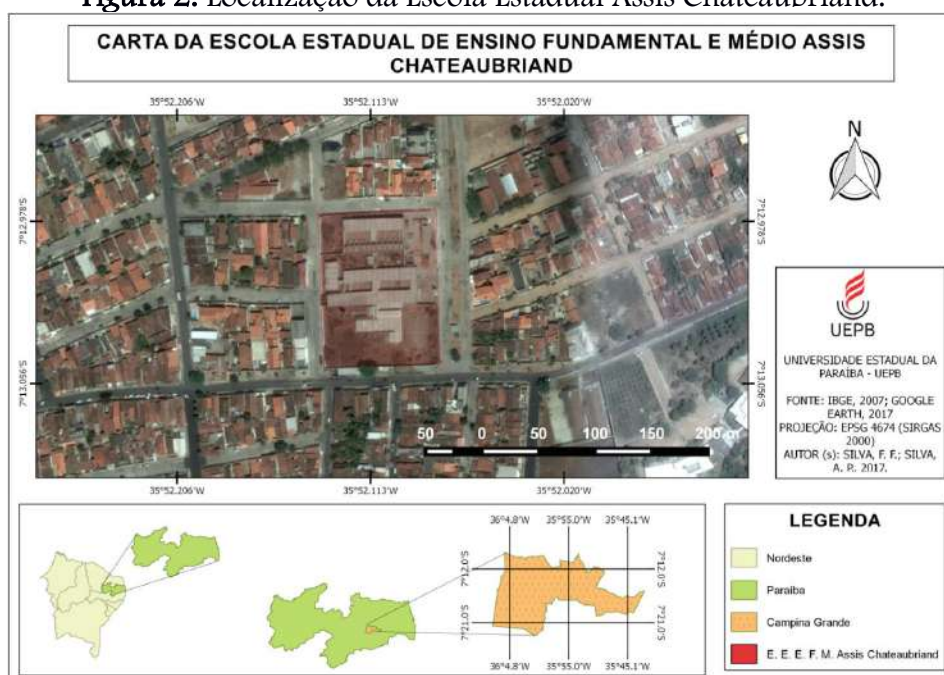 Figura 2: Localização da Escola Estadual Assis Chateaubriand.
CARTA DA ESCOLA ESTADUAL DE ENSINO FUNDAMENTAL E MÉDIO ASSIS
CHATEAUBRIAND
35°52.206'W 35°52.113'W 35°52.020'W
7°12.978'S
7°13.056'S
7°12.978'S
7°13.056'S
50 0 50 100 150 200 m
35°52.206'W 35°52.113'W 35°52.020'W
N
UEPB
UNIVERSIDADE ESTADUAL DA
PARAÍBA - UEPB
FONTE: IBGE, 2007; GOOGLE
EARTH, 2017
PROJEÇÃO: EPSG 4674 (SIRGAS
2000)
AUTOR (s): SILVA, F. F.; SILVA,
A. P. 2017.
36°4.8'W 35°55.0'W 35°45.1'W
7°12.0'S
7°21.0'S
7°12.0'S
7°21.0'S
36°4.8'W 35°55.0'W 35°45.1'W
LEGENDA
Nordeste
Paraiba
Campina Grande
E. E. E. F. M. Assis Chateaubriand